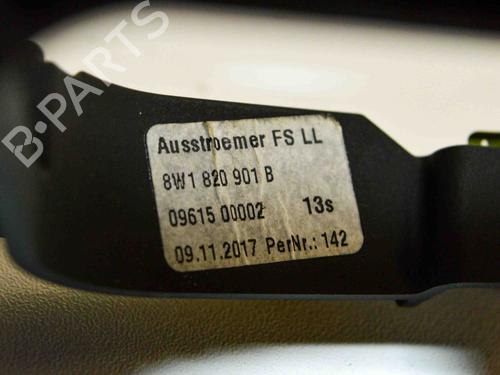 B-PARTS
Ausstroemer FS LL
8W1 820 901 B
09615 00002 13s
09.11.2017 PerNr.: 142